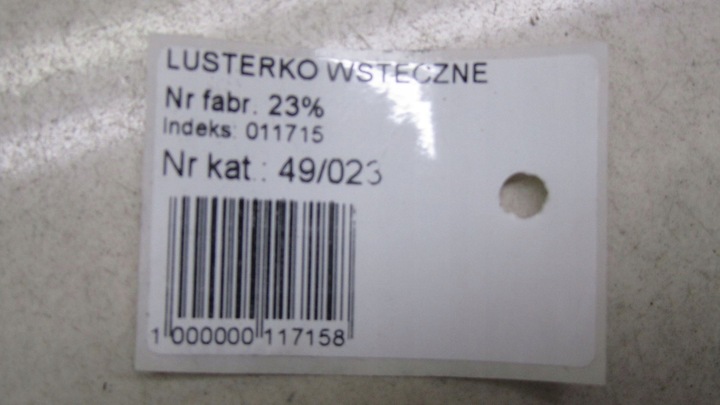 LUSTERKO WSTECZNE
Nr fabr. 23%
Indeks: 011715
Nr kat.: 49/023
1 000000 117158